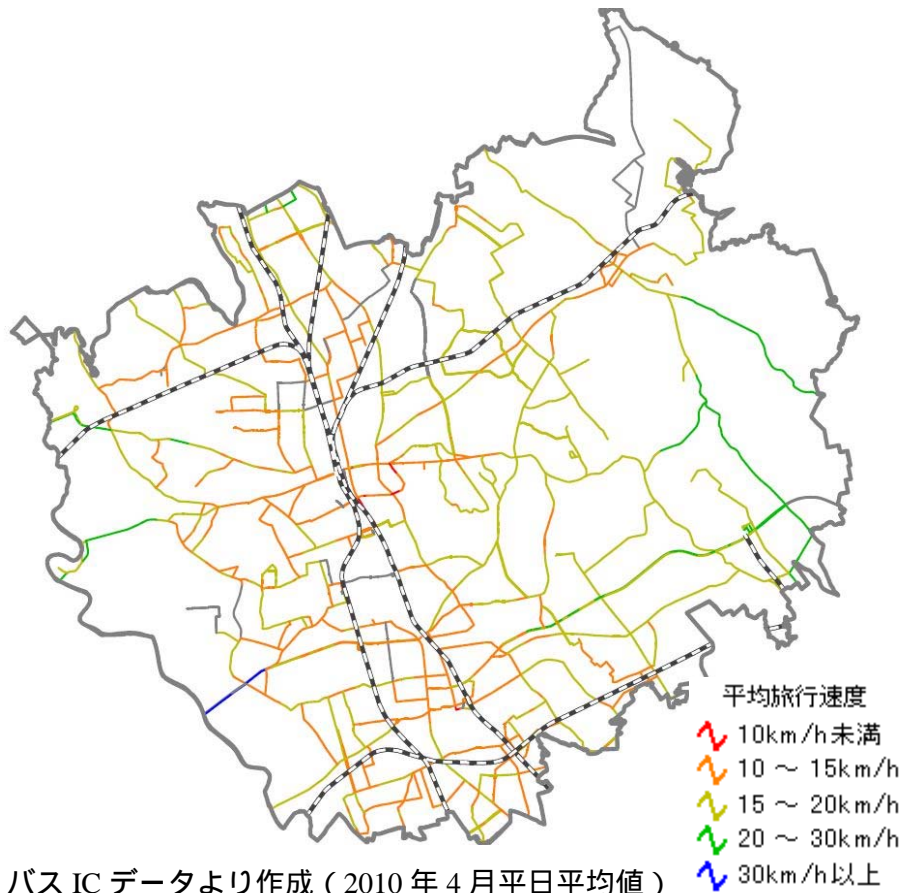 平均旅行速度
10km/h未満
10 ～ 15km/h
15 ～ 20km/h
20 ～ 30km/h
30km/h以上
バス IC データより作成（2010 年 4 月平日平均値）